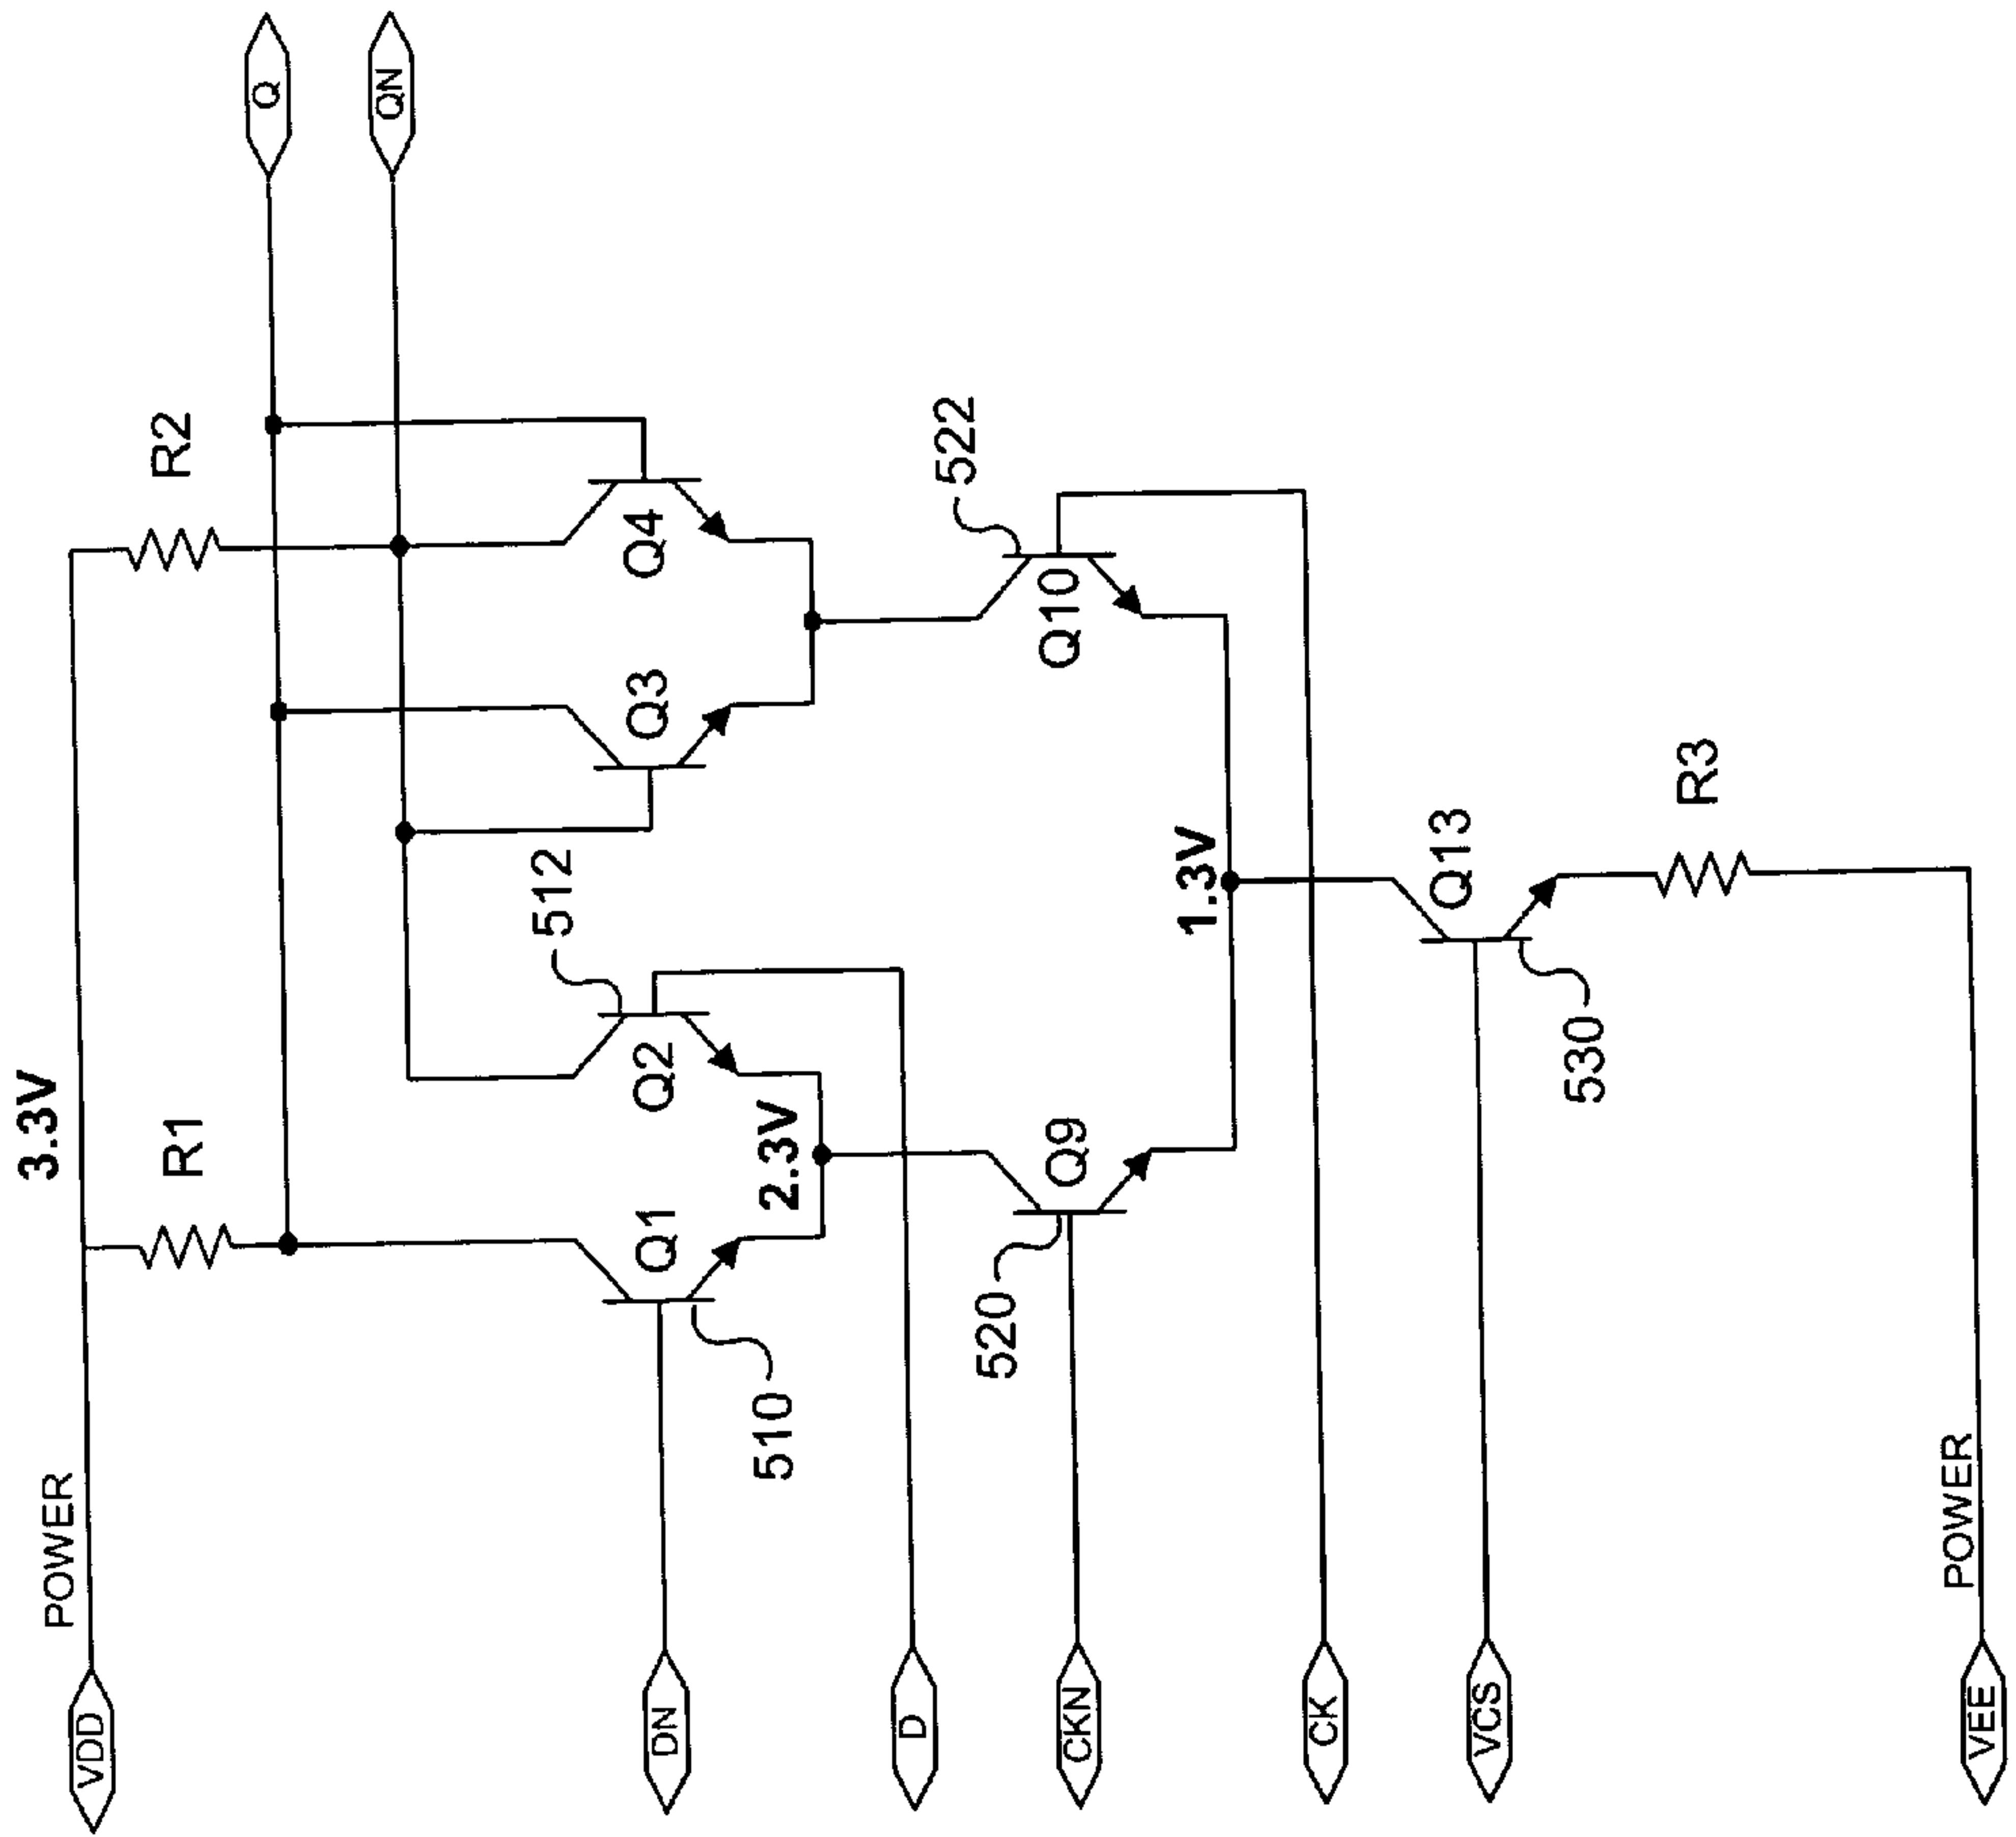 VDD
POWER
3.3V
R1
R2
Q
QN
DN
510
Q1
Q2
512
Q3
Q4
2.3V
D
CKN
520
Q9
Q10
522
1.3V
CK
VCS
530
Q13
R3
VEE
POWER